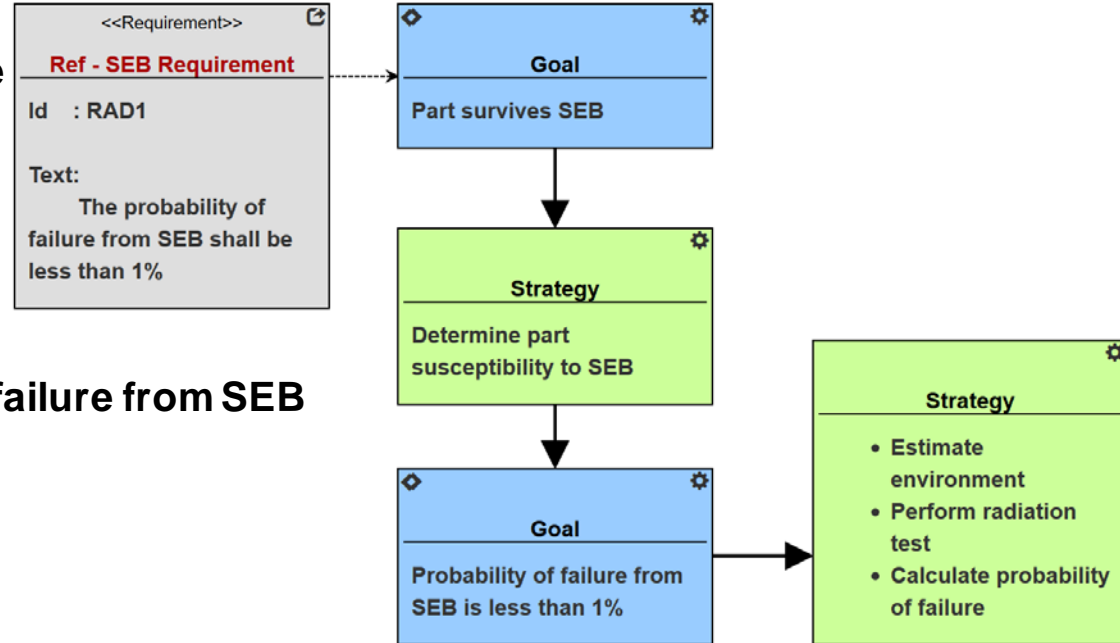 <<Requirement>>
Ref - SEB Requirement
Id : RAD1
Text:
The probability of
failure from SEB shall be
less than 1%
Goal
Part survives SEB
Strategy
Determine part
susceptibility to SEB
failure from SEB
Goal
Probability of failure from
SEB is less than 1%
Strategy
• Estimate
environment
• Perform radiation
test
• Calculate probability
of failure